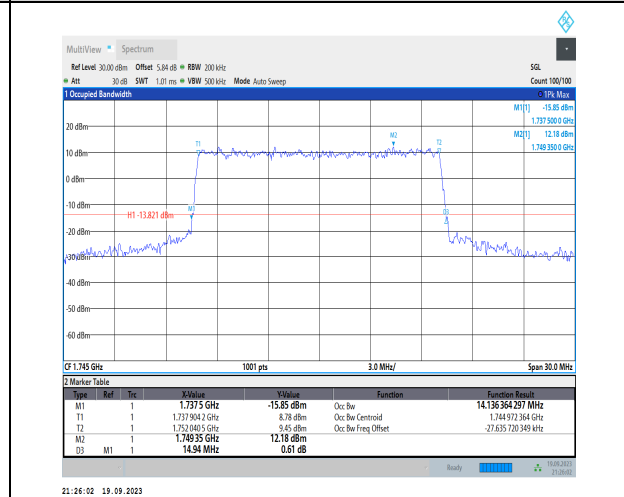 MultiView Spectrum
Ref Level 30.00 dBm Offset 5.84 dB RBW 200 kHz SGL
Att 30 dB SWT 1.01 ms VBW 500 kHz Mode Auto Sweep Count 100/100
1 Occupied Bandwidth 1Pk Max
M1[1] -15.85 dBm
1.737 500 0 GHz
M2[1] 12.18 dBm
1.749 350 0 GHz
20 dBm
M2
T1 T2
10 dBm
0 dBm
-10 dBm
M1 D3
H1 -13.821 dBm
-20 dBm
-30 dBm
-40 dBm
-50 dBm
-60 dBm
CF 1.745 GHz 1001 pts 3.0 MHz/ Span 30.0 MHz
2 Marker Table
Type Ref Trc X-Value Y-Value Function Function Result
M1 1 1.737 5 GHz -15.85 dBm Occ Bw 14.136 364 297 MHz
T1 1 1.737 904 2 GHz 8.78 dBm Occ Bw Centroid 1.744 972 364 GHz
T2 1 1.752 040 5 GHz 9.45 dBm Occ Bw Freq Offset -27.635 720 349 kHz
M2 1 1.749 35 GHz 12.18 dBm
D3 M1 1 14.94 MHz 0.61 dB
Ready 19.09.2023
21:26:02
21:26:02 19.09.2023